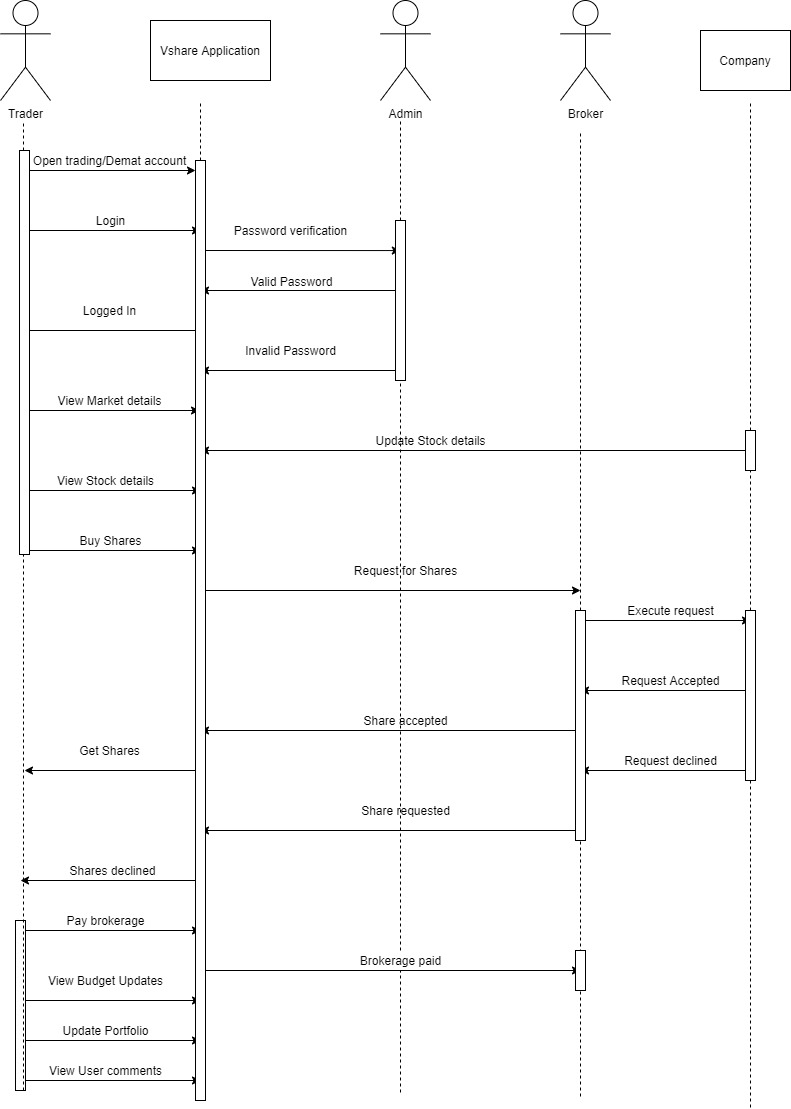 Vshare Application
Company
Trader
Admin
Broker
Open trading/Demat account
Login
Password verification
Valid Password
Logged In
Invalid Password
View Market details
Update Stock details
View Stock details
Buy Shares
Request for Shares
Execute request
Request Accepted
Share accepted
Get Shares
Request declined
Share requested
Shares declined
Pay brokerage
Brokerage paid
View Budget Updates
Update Portfolio
View User comments